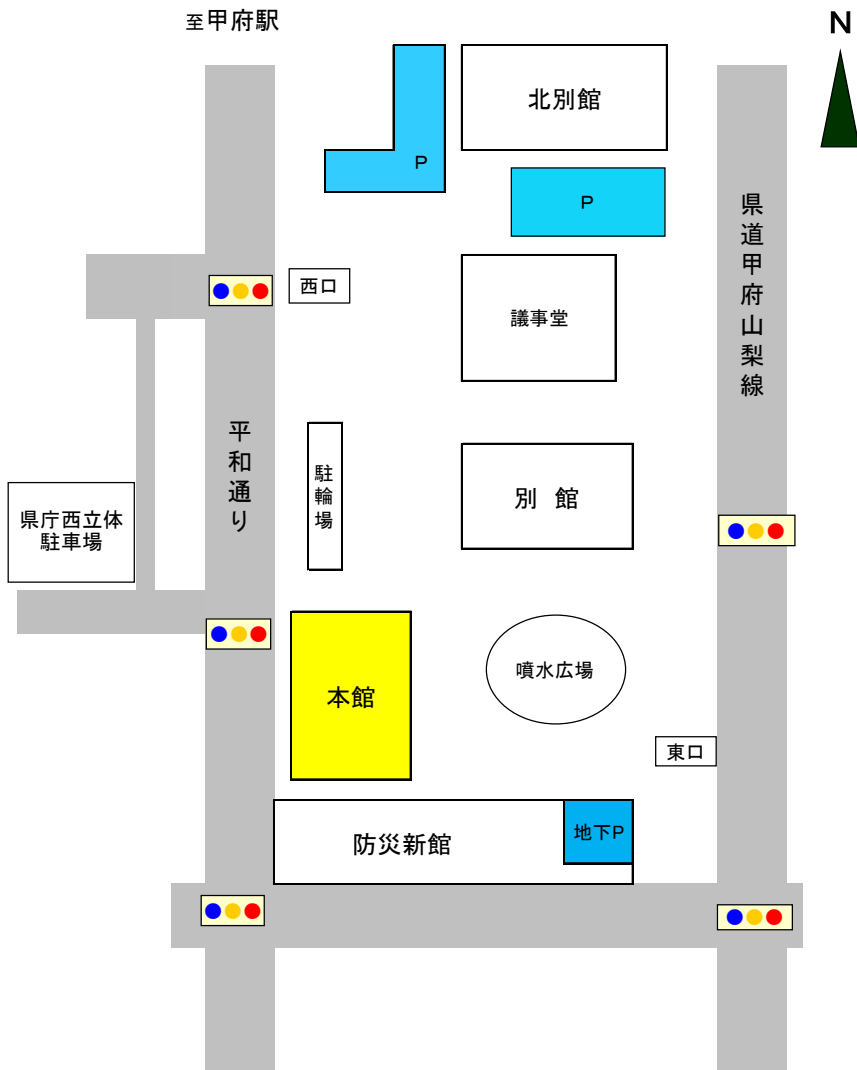 至甲府駅
N
北別館
P
P
県道甲府山梨線
西口
議事堂
平和通り
駐輪場
別 館
県庁西立体
駐車場
本館
噴水広場
東口
防災新館
地下P